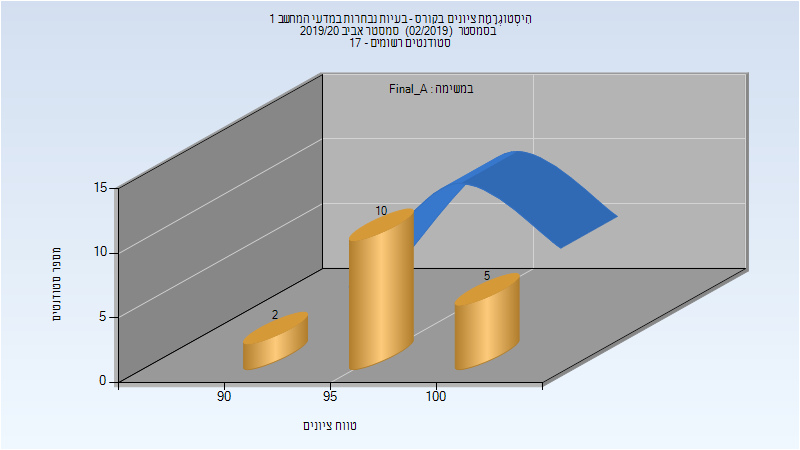 היסטוגרמת ציונים בקורס - בעיות נבחרות במדעי המחשב 1
בסמסטר (02/2019) סמסטר אביב 2019/20
סטודנטים רשומים - 17
במשימה : Final_A
15
10
5
0
מספר סטודנטים
2
10
5
90
95
100
טווח ציונים